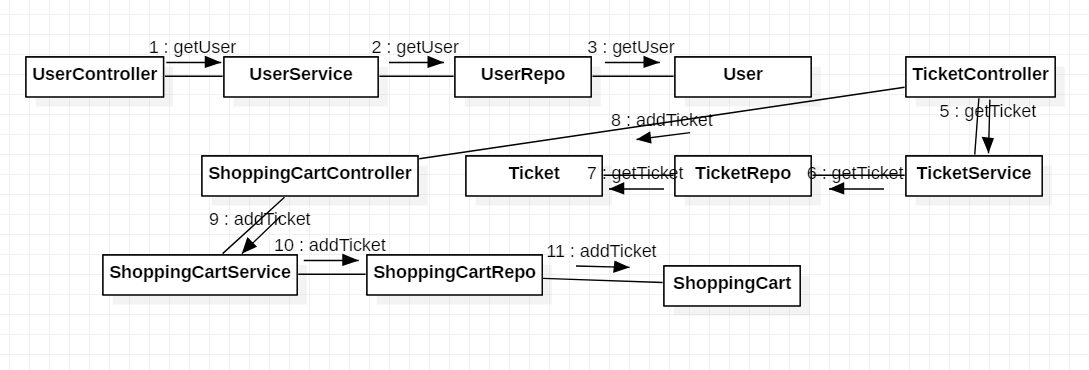 1 : getUser
2 : getUser
3 : getUser
UserController
UserService
UserRepo
User
TicketController
5 : getTicket
8 : addTicket
ShoppingCartController
Ticket
7 : getTicket
TicketRepo
6 : getTicket
TicketService
9 : addTicket
10 : addTicket
11 : addTicket
ShoppingCartService
ShoppingCartRepo
ShoppingCart